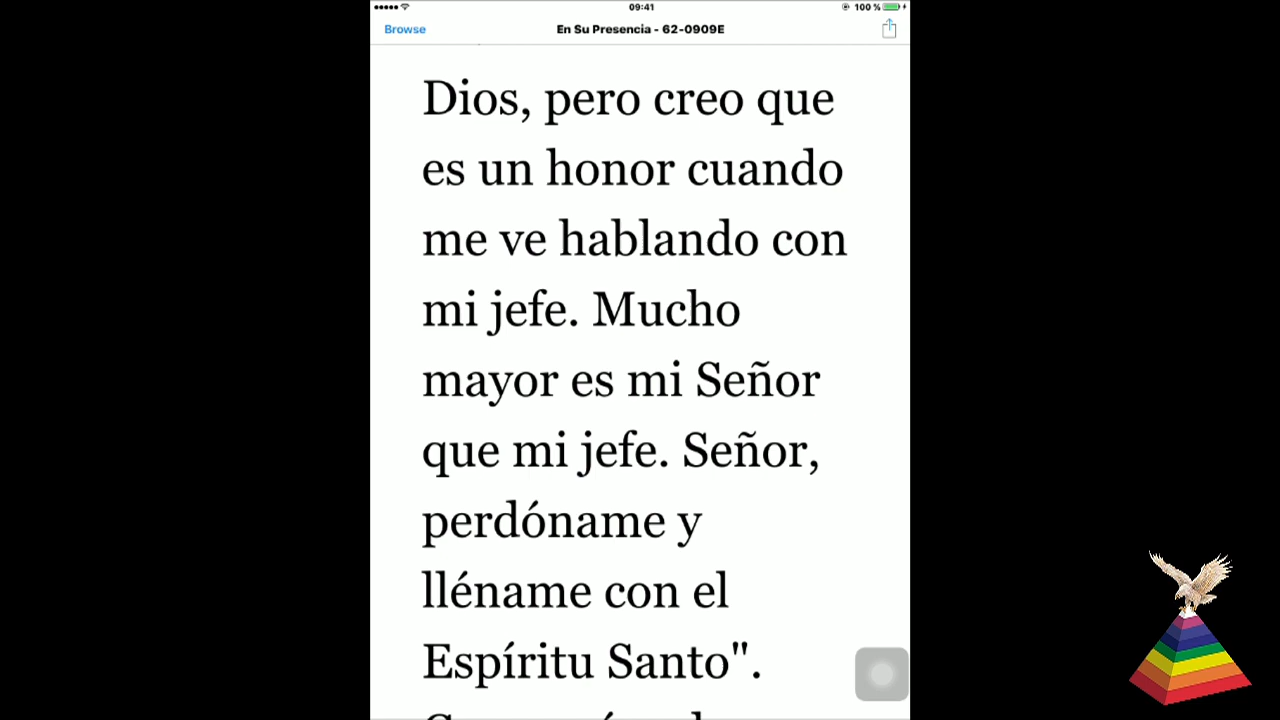 09:41
100 %
Browse
En Su Presencia - 62-0909E
Dios, pero creo que
es un honor cuando
me ve hablando con
mi jefe. Mucho
mayor es mi Señor
que mi jefe. Señor,
perdóname y
lléname con el
Espíritu Santo".